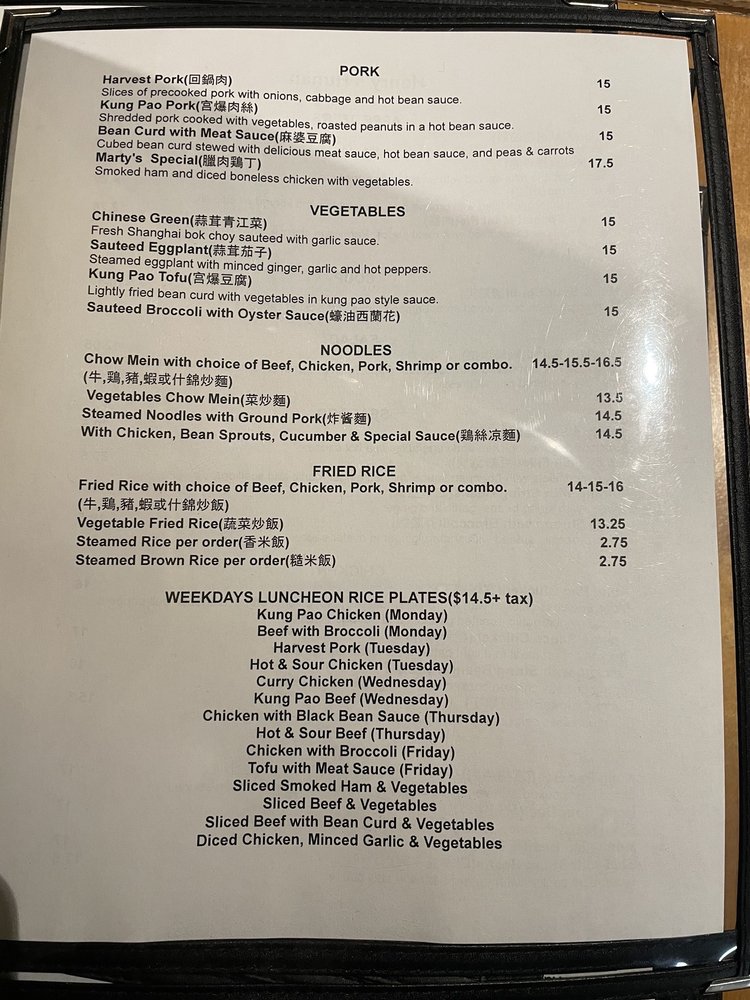 PORK
Harvest Pork(回鍋肉) 15
Slices of precooked pork with onions, cabbage and hot bean sauce.
Kung Pao Pork(宮爆肉絲) 15
Shredded pork cooked with vegetables, roasted peanuts in a hot bean sauce.
Bean Curd with Meat Sauce(麻婆豆腐) 15
Cubed bean curd stewed with delicious meat sauce, hot bean sauce, and peas & carrots
Marty's Special(臘肉鶏丁) 17.5
Smoked ham and diced boneless chicken with vegetables.
VEGETABLES
Chinese Green(蒜茸青江菜) 15
Fresh Shanghai bok choy sauteed with garlic sauce.
Sauteed Eggplant(蒜茸茄子) 15
Steamed eggplant with minced ginger, garlic and hot peppers.
Kung Pao Tofu(宮爆豆腐) 15
Lightly fried bean curd with vegetables in kung pao style sauce.
Sauteed Broccoli with Oyster Sauce(蠔油西蘭花) 15
NOODLES
Chow Mein with choice of Beef, Chicken, Pork, Shrimp or combo. 14.5-15.5-16.5
(牛,鶏,豬,蝦或什錦炒麵)
Vegetables Chow Mein(菜炒麵) 13.5
Steamed Noodles with Ground Pork(炸酱麵) 14.5
With Chicken, Bean Sprouts, Cucumber & Special Sauce(鶏絲凉麵) 14.5
FRIED RICE
Fried Rice with choice of Beef, Chicken, Pork, Shrimp or combo. 14-15-16
(牛,鶏,豬,蝦或什錦炒飯)
Vegetable Fried Rice(蔬菜炒飯) 13.25
Steamed Rice per order(香米飯) 2.75
Steamed Brown Rice per order(糙米飯) 2.75
WEEKDAYS LUNCHEON RICE PLATES($14.5+ tax)
Kung Pao Chicken (Monday)
Beef with Broccoli (Monday)
Harvest Pork (Tuesday)
Hot & Sour Chicken (Tuesday)
Curry Chicken (Wednesday)
Kung Pao Beef (Wednesday)
Chicken with Black Bean Sauce (Thursday)
Hot & Sour Beef (Thursday)
Chicken with Broccoli (Friday)
Tofu with Meat Sauce (Friday)
Sliced Smoked Ham & Vegetables
Sliced Beef & Vegetables
Sliced Beef with Bean Curd & Vegetables
Diced Chicken, Minced Garlic & Vegetables